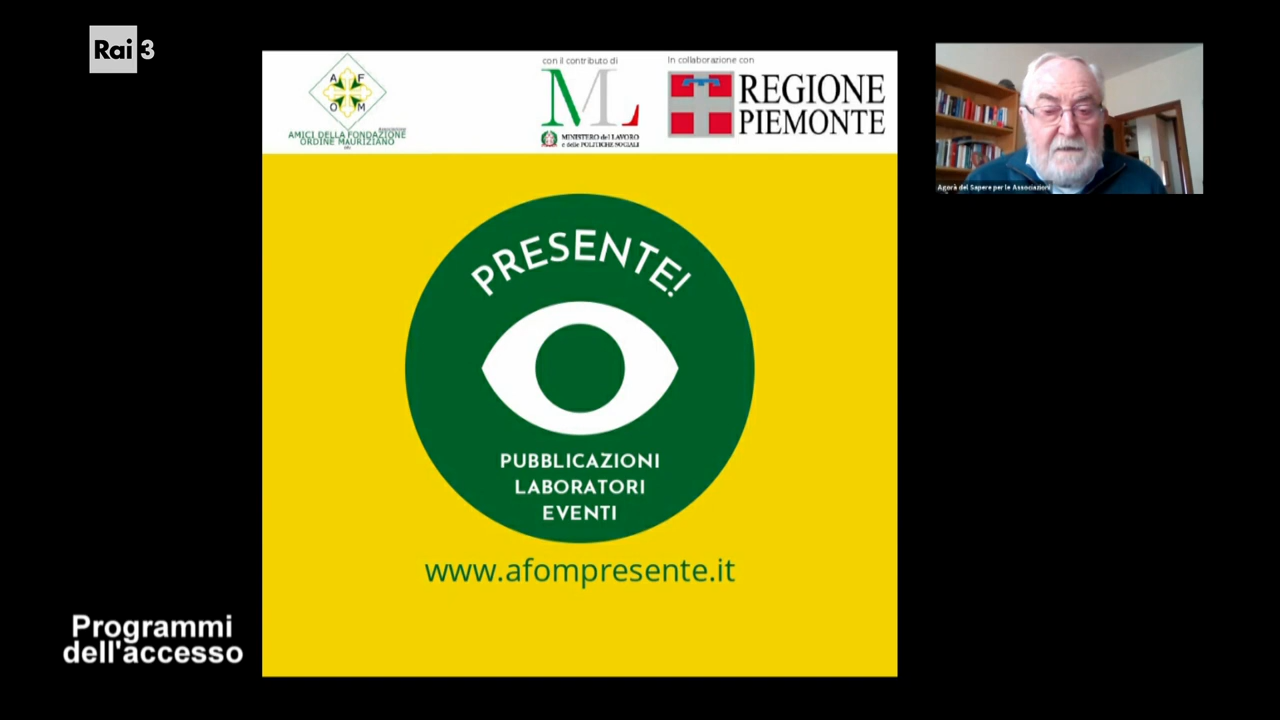 Rai 3
A F
O M
ASSOCIAZIONE
AMICI DELLA FONDAZIONE
ORDINE MAURIZIANO
con il contributo di
ML
MINISTERO del LAVORO
e delle POLITICHE SOCIALI
In collaborazione con
REGIONE
PIEMONTE
Agorà del Sapere per le Associazioni
PRESENTE!
PUBBLICAZIONI
LABORATORI
EVENTI
www.afompresente.it
Programmi
dell'accesso